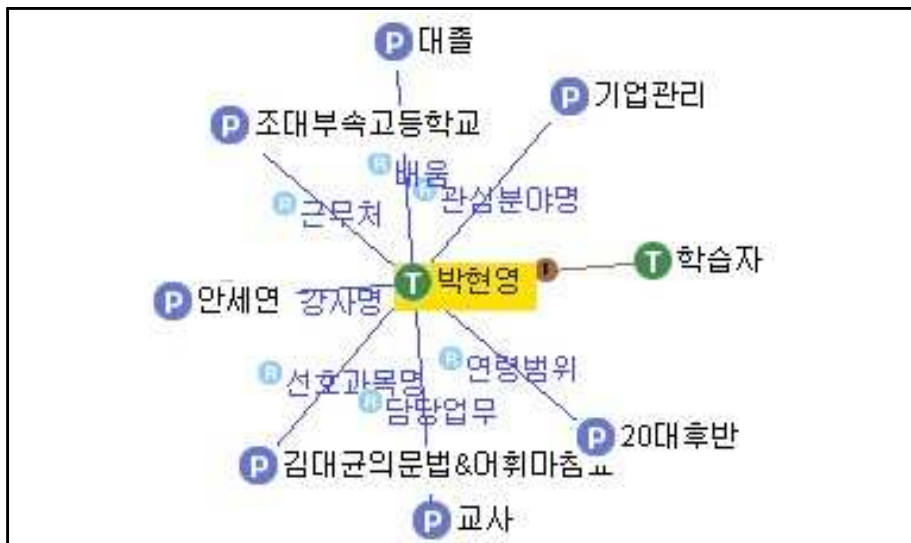 P 대졸
P 기업관리
P 조대부속고등학교
R 배움
R 관심분야명
R 근무처
T 학습자
T 박현영
P 안세연
강사명
R 연령범위
R 선호과목명
R 담당업무
P 20대후반
P 김대균의문법&어휘마침표
P 교사